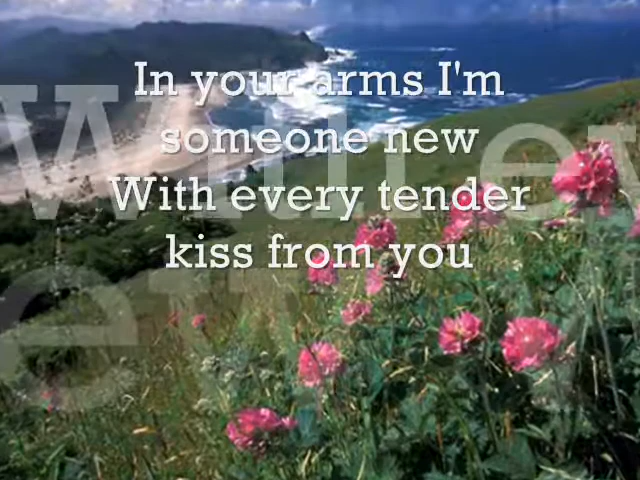 In your arms I'm
someone new
With every tender
kiss from you